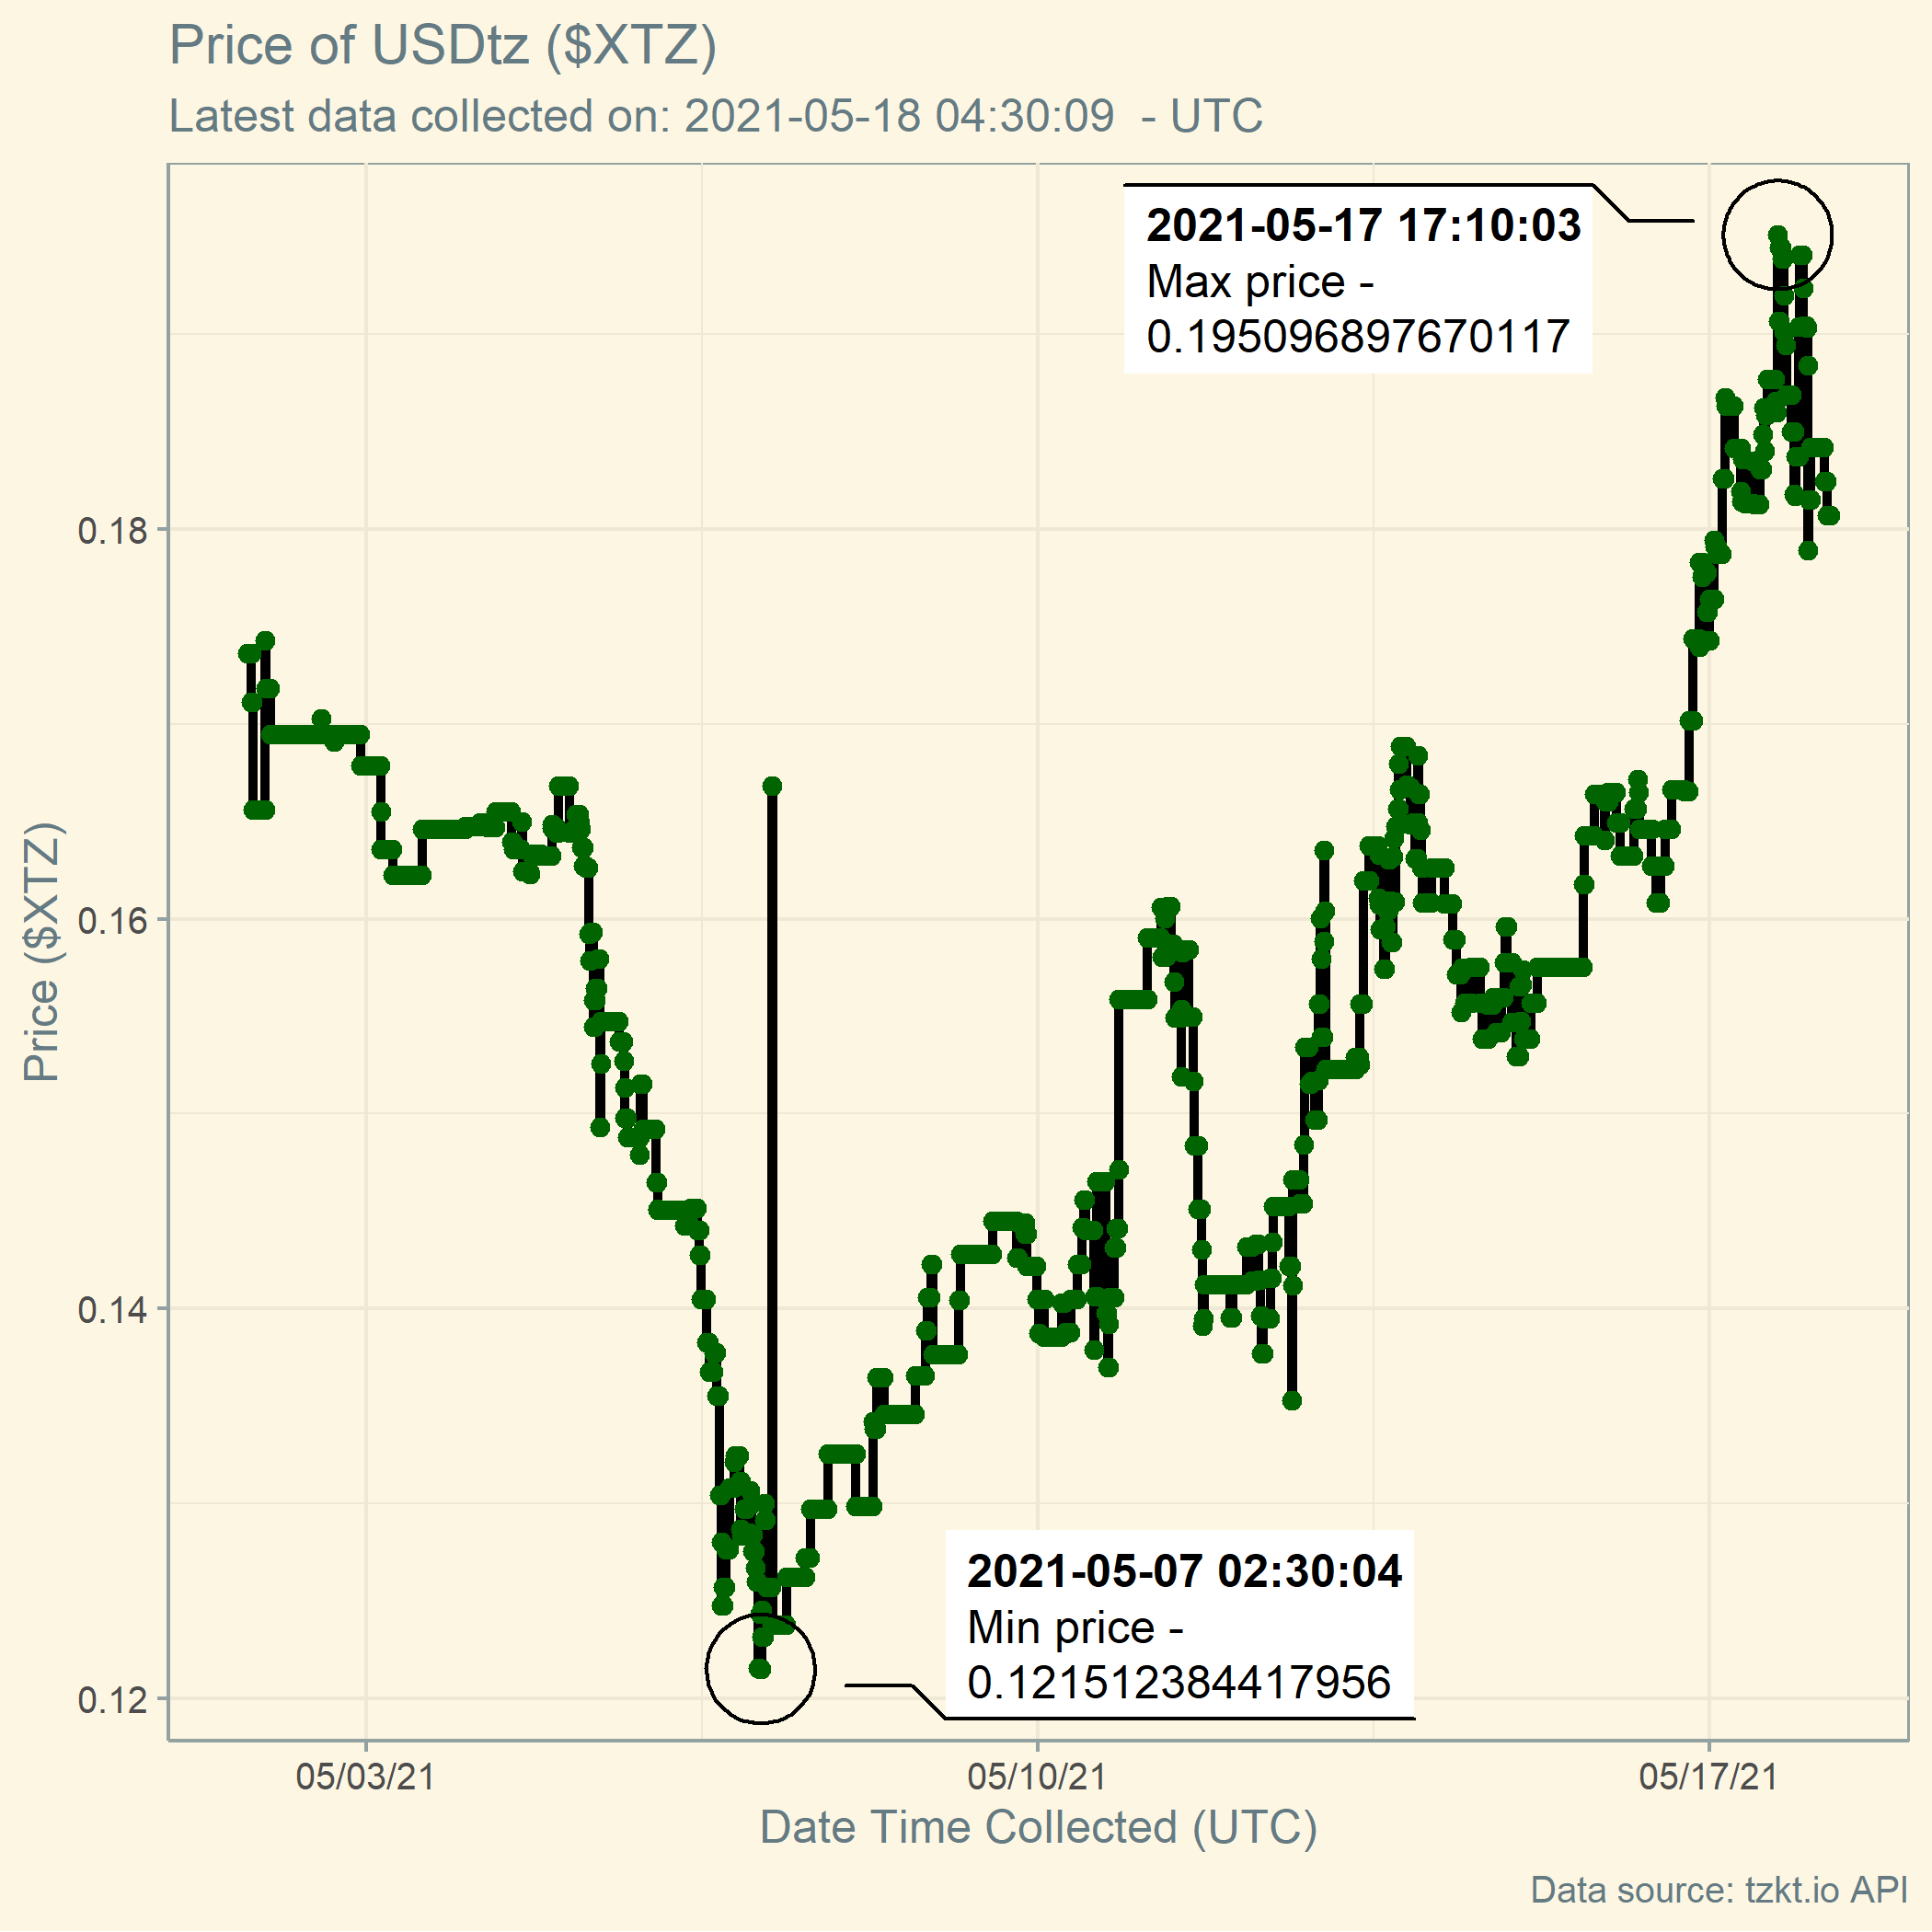 Price of USDtz ($XTZ)
Latest data collected on: 2021-05-18 04:30:09  - UTC
2021-05-17 17:10:03
Max price -
0.195096897670117
0.18
0.16
0.14
0.12
Price ($XTZ)
2021-05-07 02:30:04
Min price -
0.121512384417956
05/03/21
05/10/21
05/17/21
Date Time Collected (UTC)
Data source: tzkt.io API